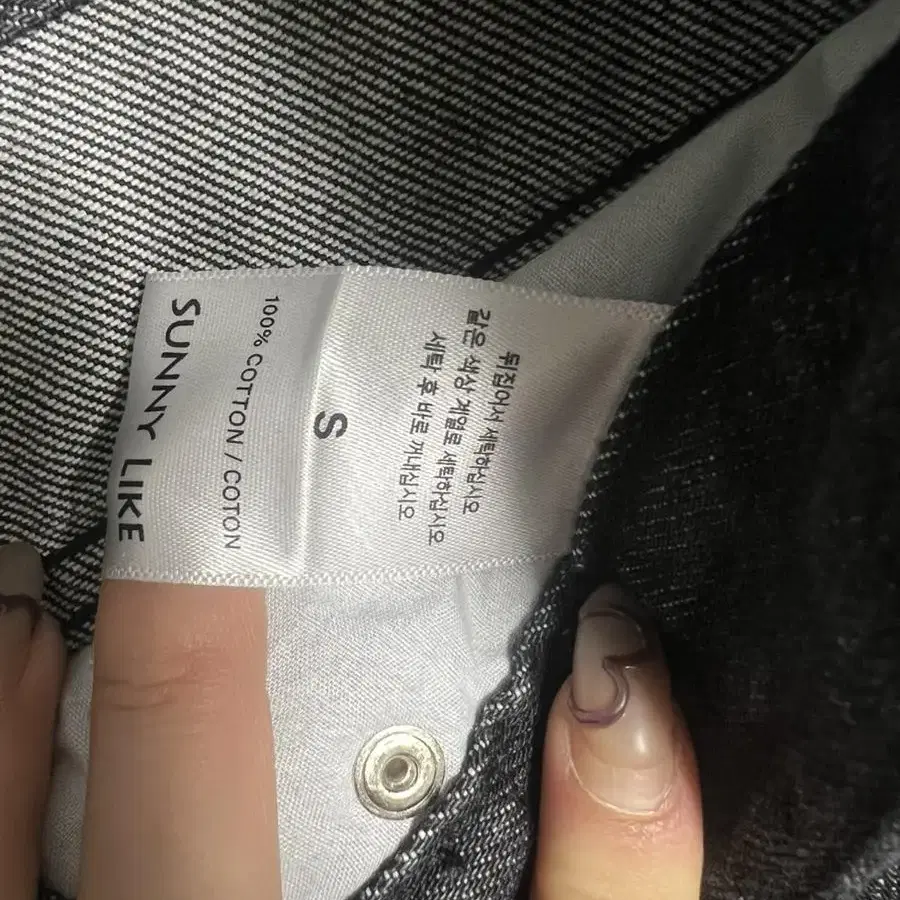 뒤집어서 세탁하십시오
같은 색상 계열로 세탁하십시오
세탁 후 바로 꺼내십시오
S
100% COTTON / COTON
SUNNY LIKE